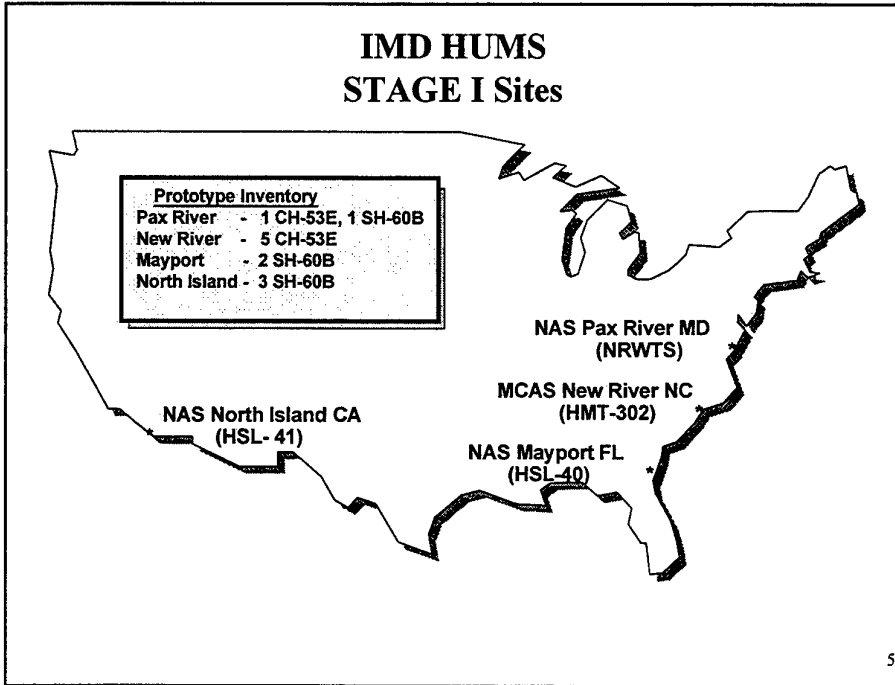 IMD HUMS
STAGE I Sites
Prototype Inventory
Pax River - 1 CH-53E, 1 SH-60B
New River - 5 CH-53E
Mayport - 2 SH-60B
North Island - 3 SH-60B
NAS Pax River MD
(NRWTS)
MCAS New River NC
(HMT-302)
NAS North Island CA
(HSL- 41)
NAS Mayport FL
(HSL-40)
5